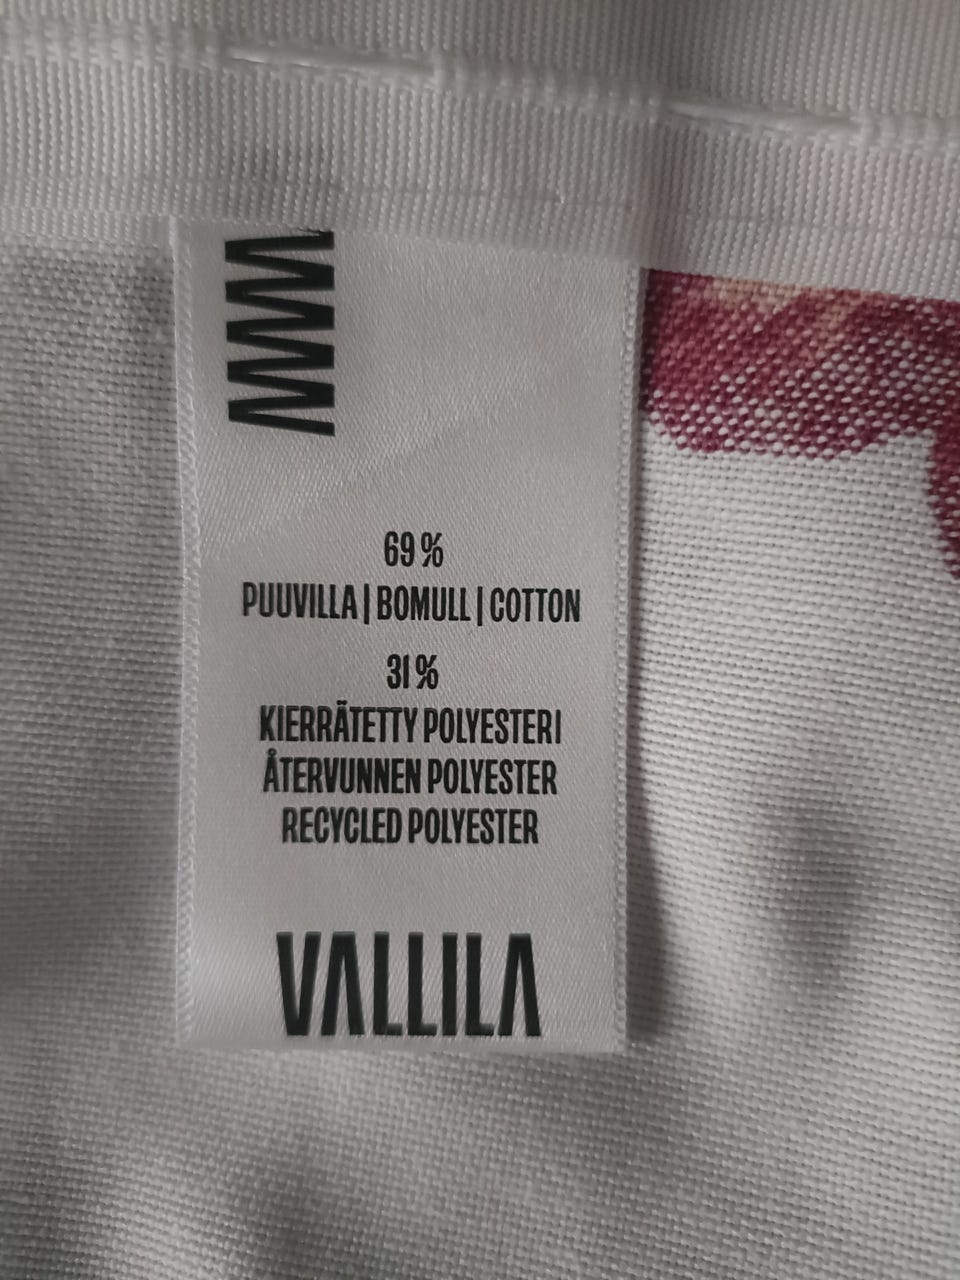 69 %
PUUVILLA | BOMULL | COTTON
31 %
KIERRÄTETTY POLYESTERI
ÅTERVUNNEN POLYESTER
RECYCLED POLYESTER
VALLILA